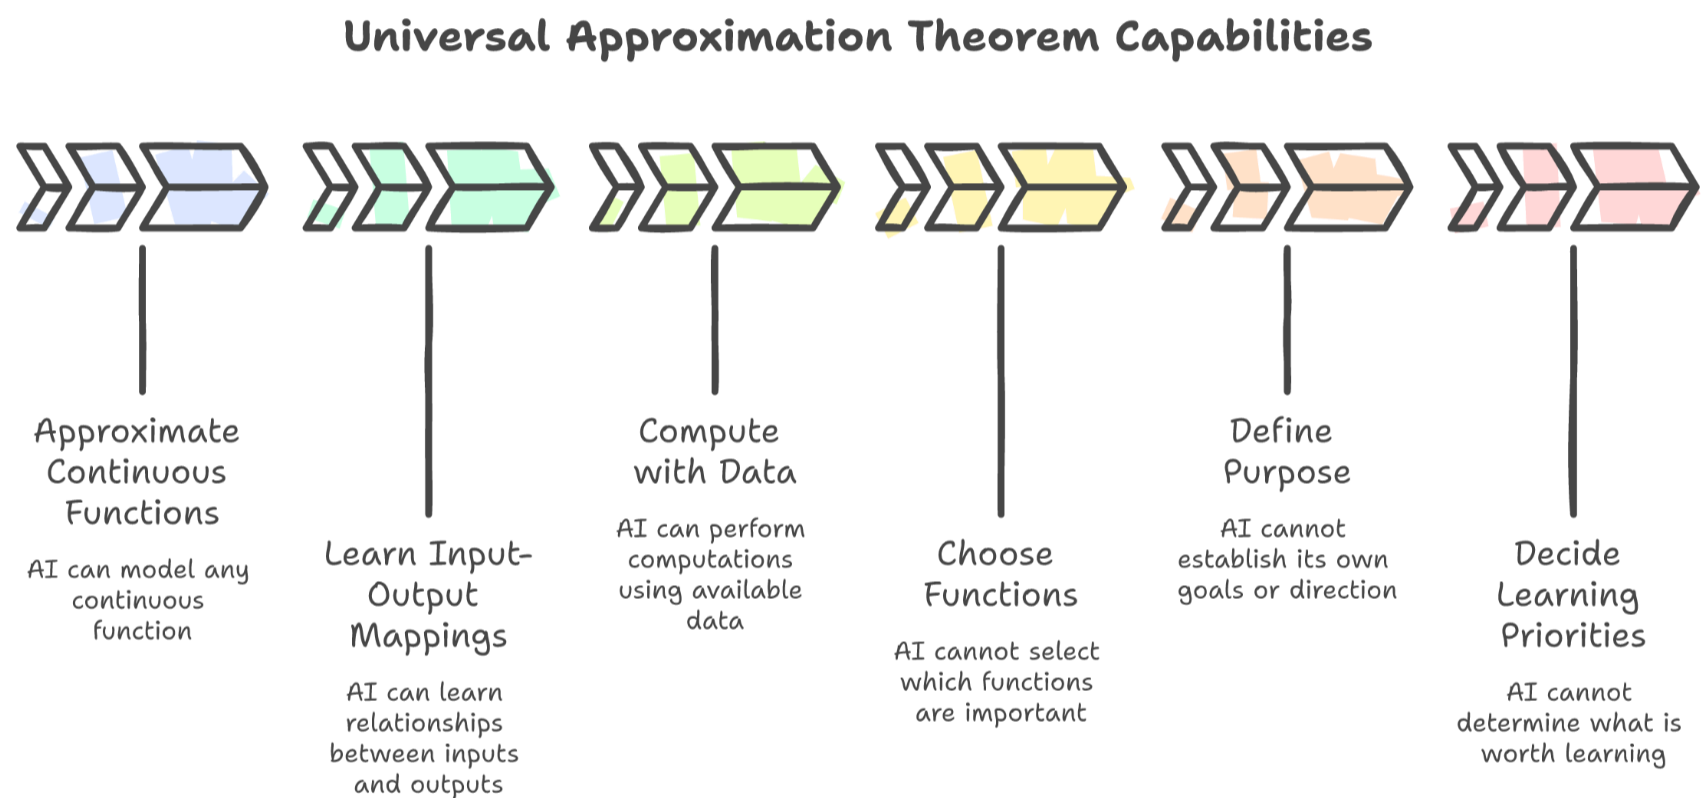 Universal Approximation Theorem Capabilities
Approximate
Continuous
Functions
AI can model any
continuous
function
Learn Input-
Output
Mappings
AI can learn
relationships
between inputs
and outputs
Compute
with Data
AI can perform
computations
using available
data
Choose
Functions
AI cannot select
which functions
are important
Define
Purpose
AI cannot
establish its own
goals or direction
Decide
Learning
Priorities
AI cannot
determine what is
worth learning